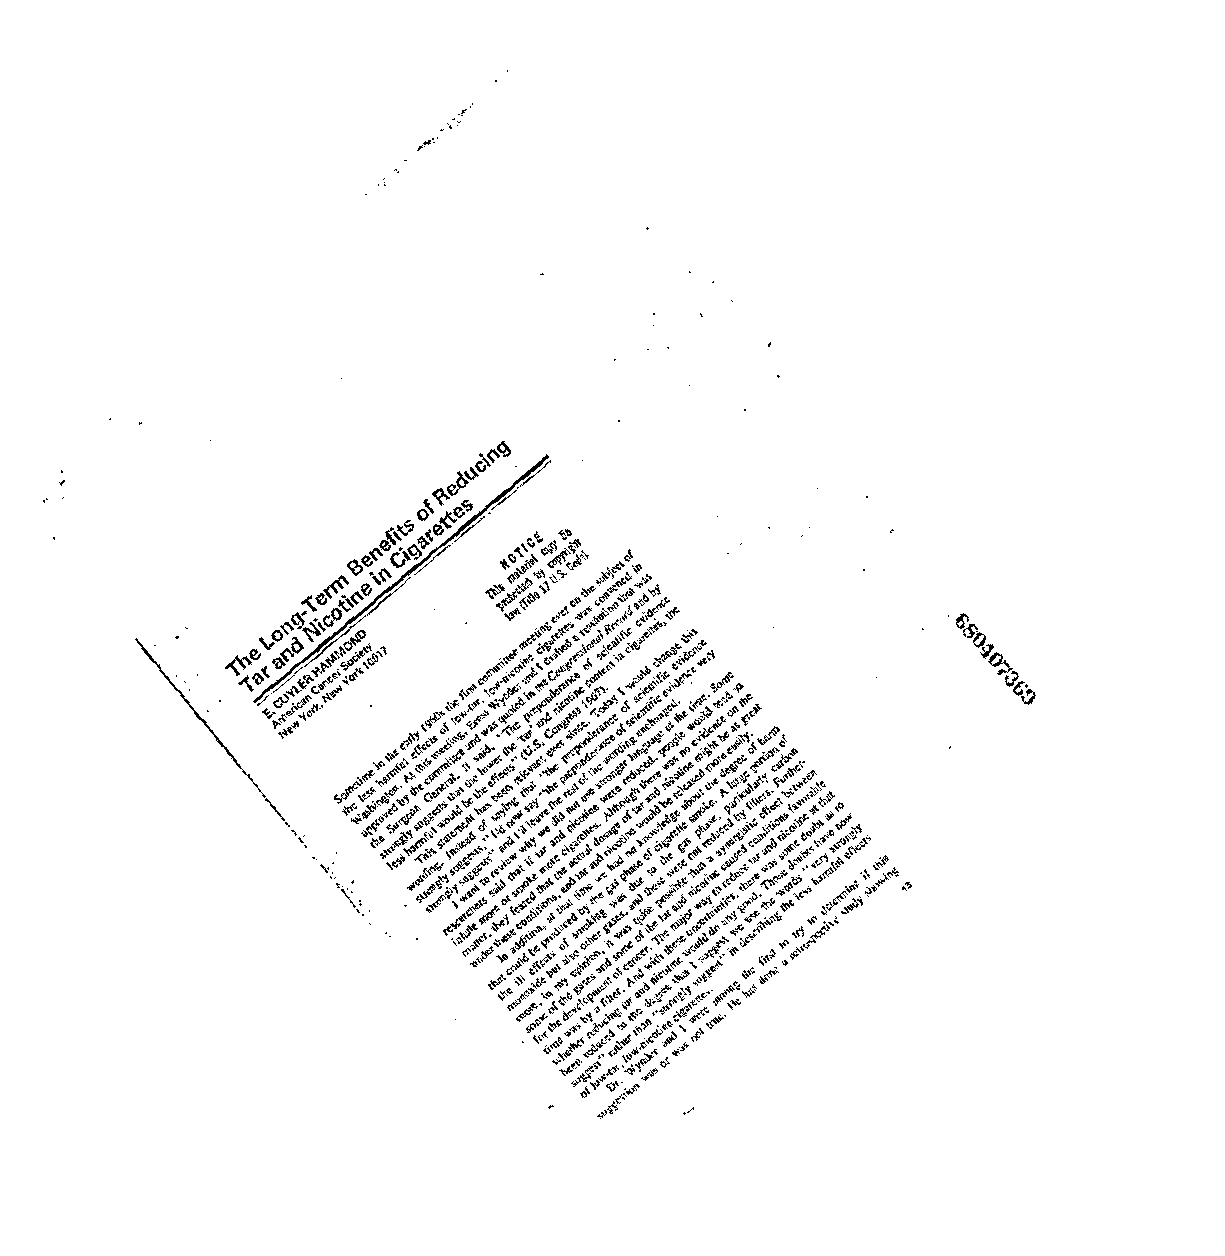 The Long-Term Benefits of Reducing
Tar and Nicotine in Cigarettes
E. CUYLER HAMMOND
American Cancer Society
New York, New York 10017
NOTICE
This material may be
protected by copyright
law (Title 17 U.S. Code).
Sometime in the early 1960s the first committee meeting ever on the subject of
the less harmful effects of low-tar, low-nicotine cigarettes was convened in
Washington. At this meeting, Ernst Wynder and I drafted a resolution that was
approved by the committee and was quoted in the Congressional Record and by
the Surgeon General. It said, "The preponderance of scientific evidence
strongly suggests that the lower the tar and nicotine content in cigarettes, the
less harmful would be the effects" (U.S. Congress 1967).
This statement has been relevant ever since. Today I would change this
wording. Instead of saying that "the preponderance of scientific evidence
strongly suggests," I'd now say "the preponderance of scientific evidence very
strongly suggests" and I'd leave the rest of the wording unchanged.
I want to review why we did not use stronger language at the time. Some
researchers said that if tar and nicotine were reduced, people would tend to
inhale more or smoke more cigarettes. Although there was no evidence on the
matter, they feared that the actual dosage of tar and nicotine might be as great
under these conditions, and tar and nicotine would be released more easily.
In addition, at that time we had no knowledge about the degree of harm
that could be produced by the gas phase of cigarette smoke. A large portion of
the ill effects of smoking was due to the gas phase, particularly carbon
monoxide but also other gases, and these were not reduced by filters. Further-
more, in my opinion, it was quite possible that a synergistic effect between
some of the gases and some of the tar and nicotine caused conditions favorable
for the development of cancer. The major way to reduce tar and nicotine at that
time was by a filter. And with these uncertainties, there was some doubt as to
whether reducing tar and nicotine would do any good. Those doubts have now
been reduced to the degree that I suggest we use the words "very strongly
suggest" rather than "strongly suggest" in describing the less harmful effects
of low-tar, low-nicotine cigarettes.
Dr. Wynder and I were among the first to try to determine if this
suggestion was or was not true. He has done a retrospective study showing
13
680407369